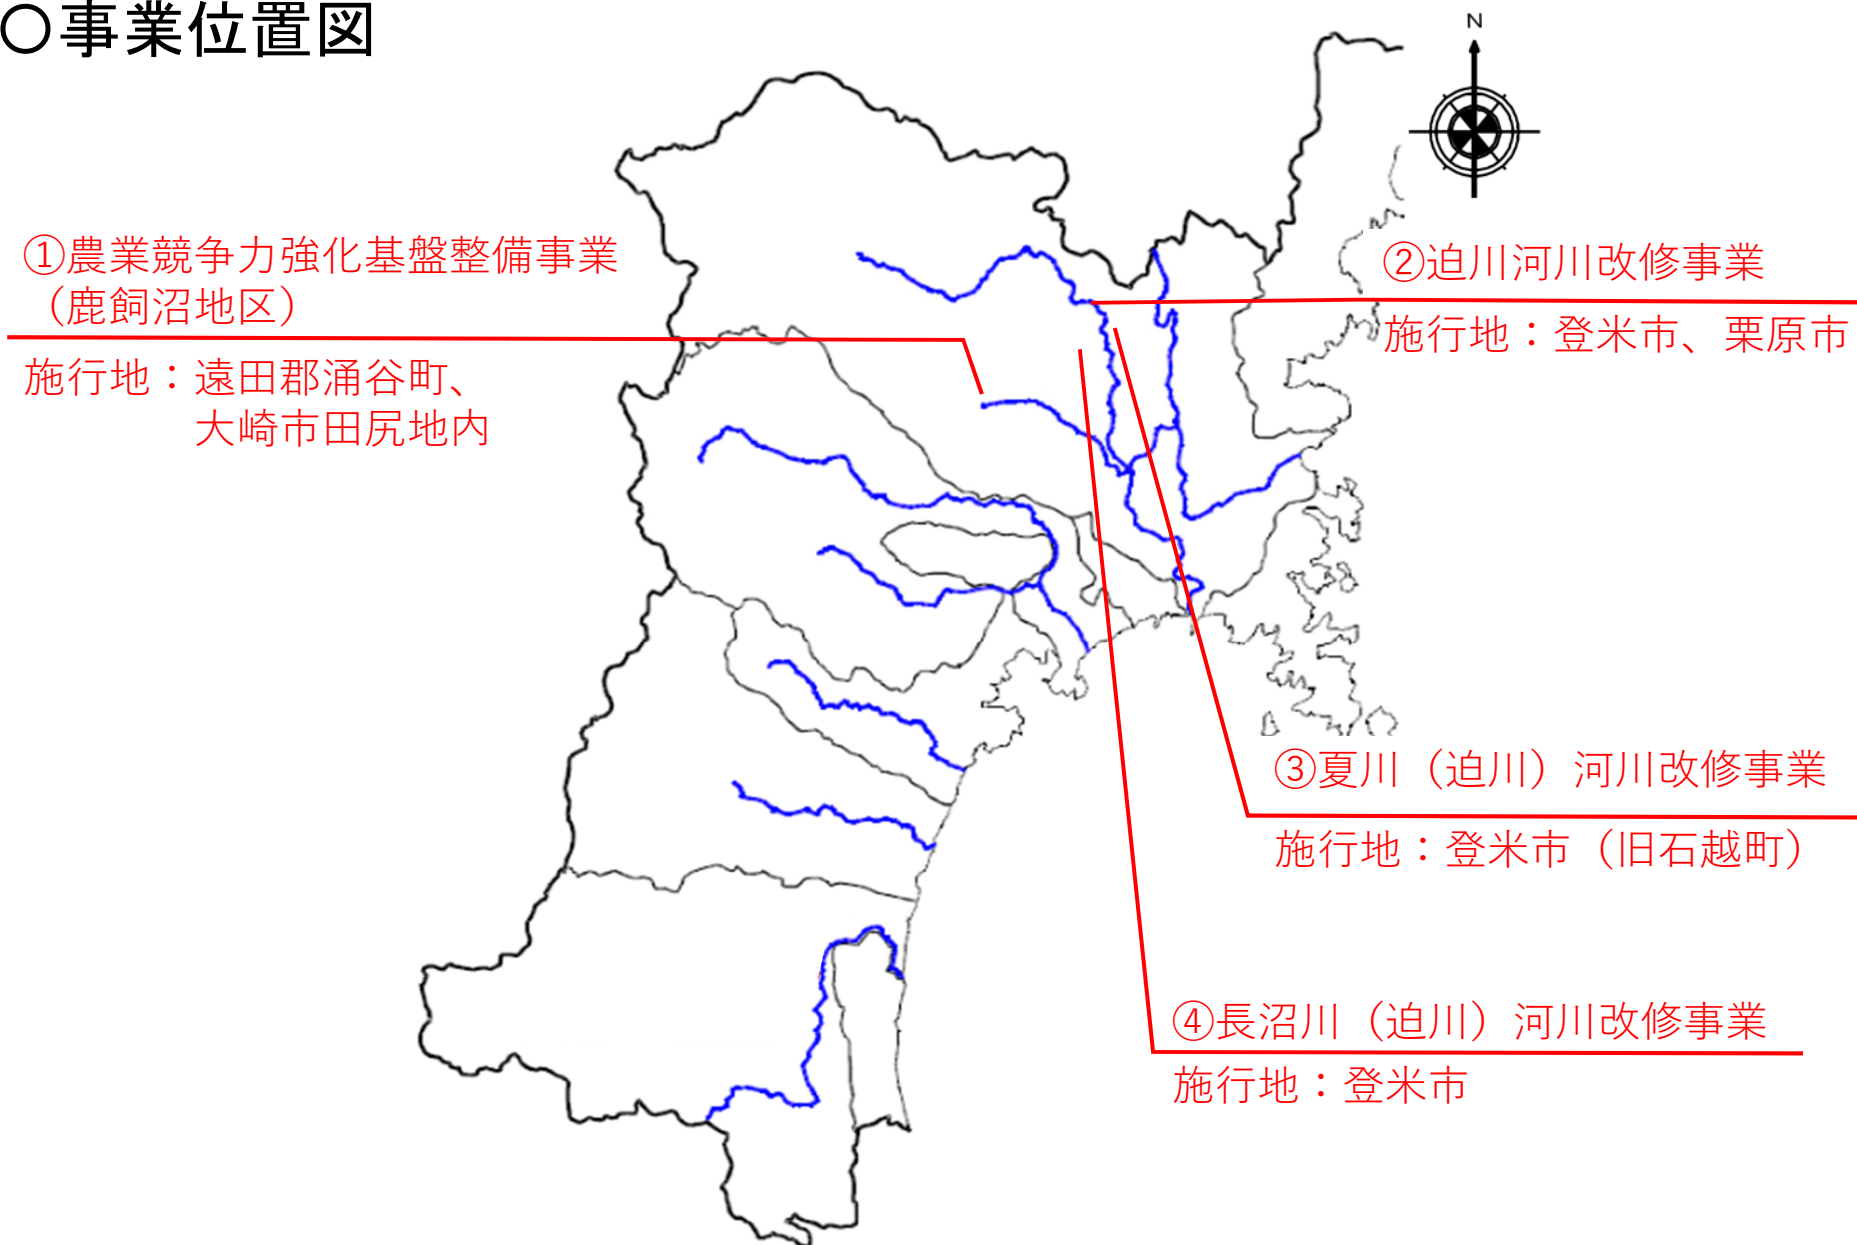 〇事業位置図
N
①農業競争力強化基盤整備事業
（鹿飼沼地区）
施行地：遠田郡涌谷町、
大崎市田尻地内
②迫川河川改修事業
施行地：登米市、栗原市
③夏川（迫川）河川改修事業
施行地：登米市（旧石越町）
④長沼川（迫川）河川改修事業
施行地：登米市